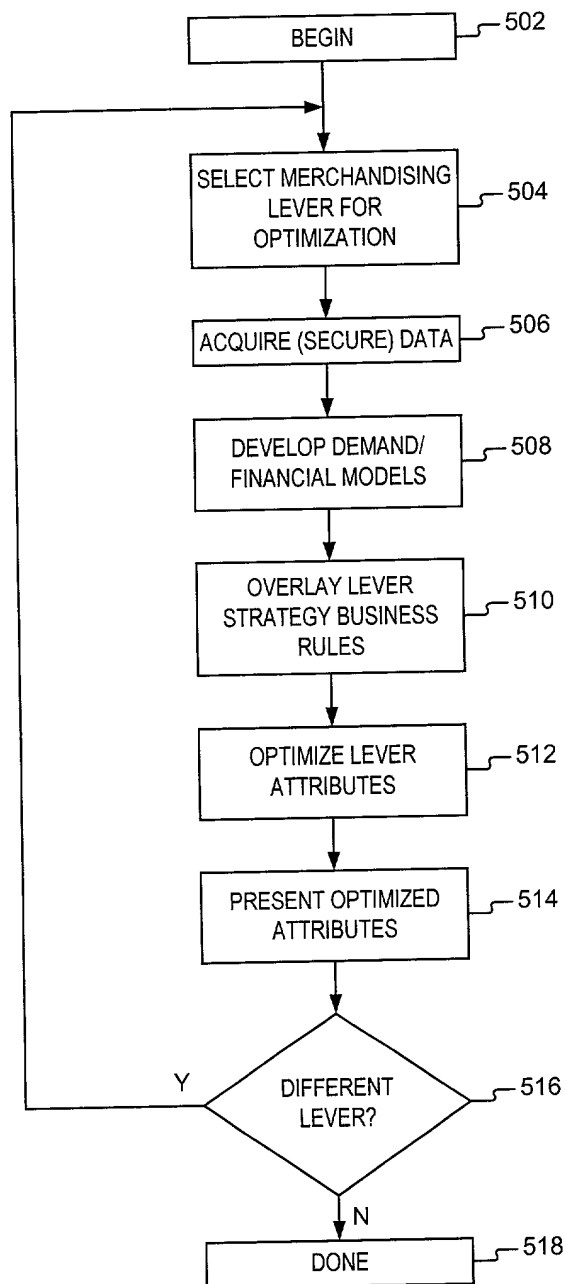 BEGIN
502
SELECT MERCHANDISING
LEVER FOR
OPTIMIZATION
504
ACQUIRE (SECURE) DATA
506
DEVELOP DEMAND/
FINANCIAL MODELS
508
OVERLAY LEVER
STRATEGY BUSINESS
RULES
510
OPTIMIZE LEVER
ATTRIBUTES
512
PRESENT OPTIMIZED
ATTRIBUTES
514
Y
DIFFERENT
LEVER?
516
N
DONE
518